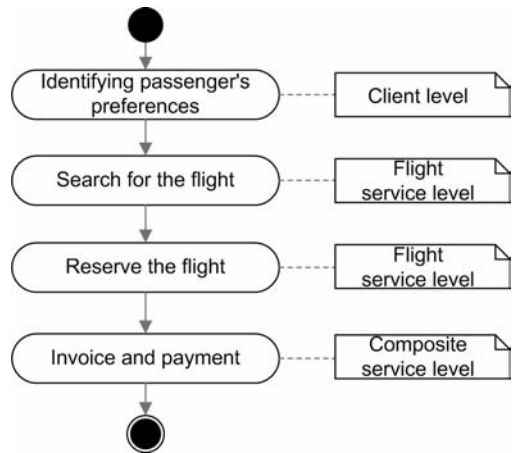 Identifying passenger's
preferences
Client level
Search for the flight
Flight
service level
Reserve the flight
Flight
service level
Invoice and payment
Composite
service level